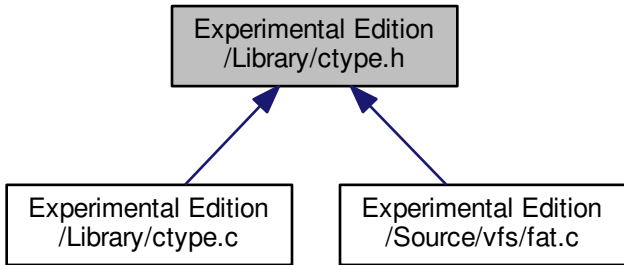 Experimental Edition
/Library/ctype.h
Experimental Edition
/Library/ctype.c
Experimental Edition
/Source/vfs/fat.c